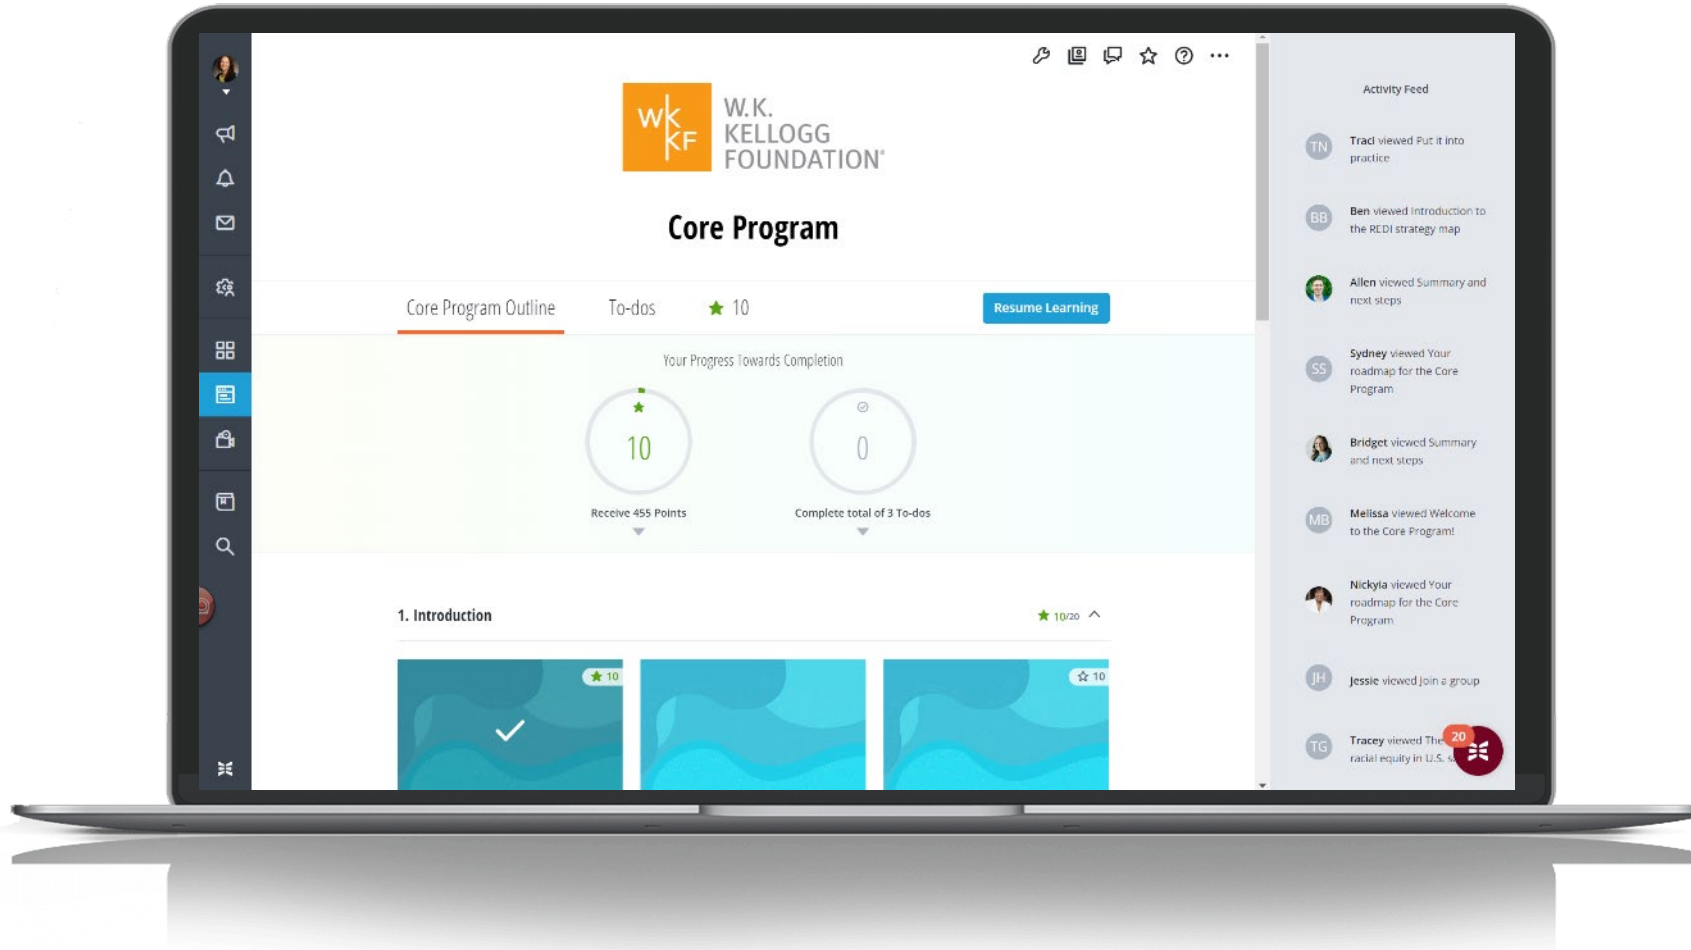 WK
KF
W.K.
KELLOGG
FOUNDATION®
Core Program
Core Program Outline
To-dos
10
Resume Learning
Your Progress Towards Completion
10
0
Receive 455 Points
Complete total of 3 To-dos
1. Introduction
10/20
10
10
Activity Feed
TN
Traci viewed Put it into
practice
BB
Ben viewed Introduction to
the REDI strategy map
Allen viewed Summary and
next steps
SS
Sydney viewed Your
roadmap for the Core
Program
Bridget viewed Summary
and next steps
MB
Melissa viewed Welcome
to the Core Program!
Nickyia viewed Your
roadmap for the Core
Program
JH
Jessie viewed Join a group
TG
Tracey viewed The
racial equity in U.S.
20